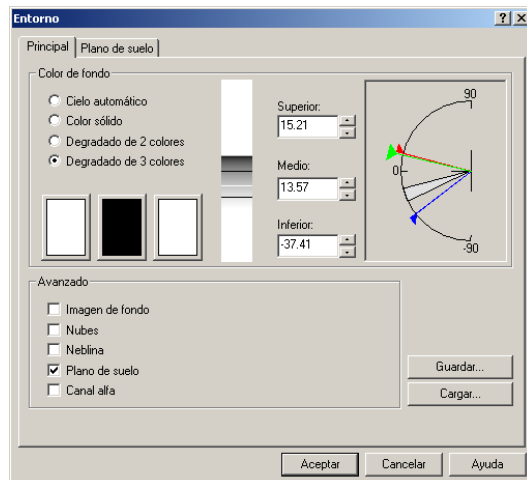 Entorno
Principal Plano de suelo
Color de fondo
Cielo automático
Color sólido
Degradado de 2 colores
Degradado de 3 colores
Superior:
15.21
Medio:
13.57
Inferior:
-37.41
90
0
-90
Avanzado
Imagen de fondo
Nubes
Neblina
Plano de suelo
Canal alfa
Guardar...
Cargar...
Aceptar Cancelar Ayuda